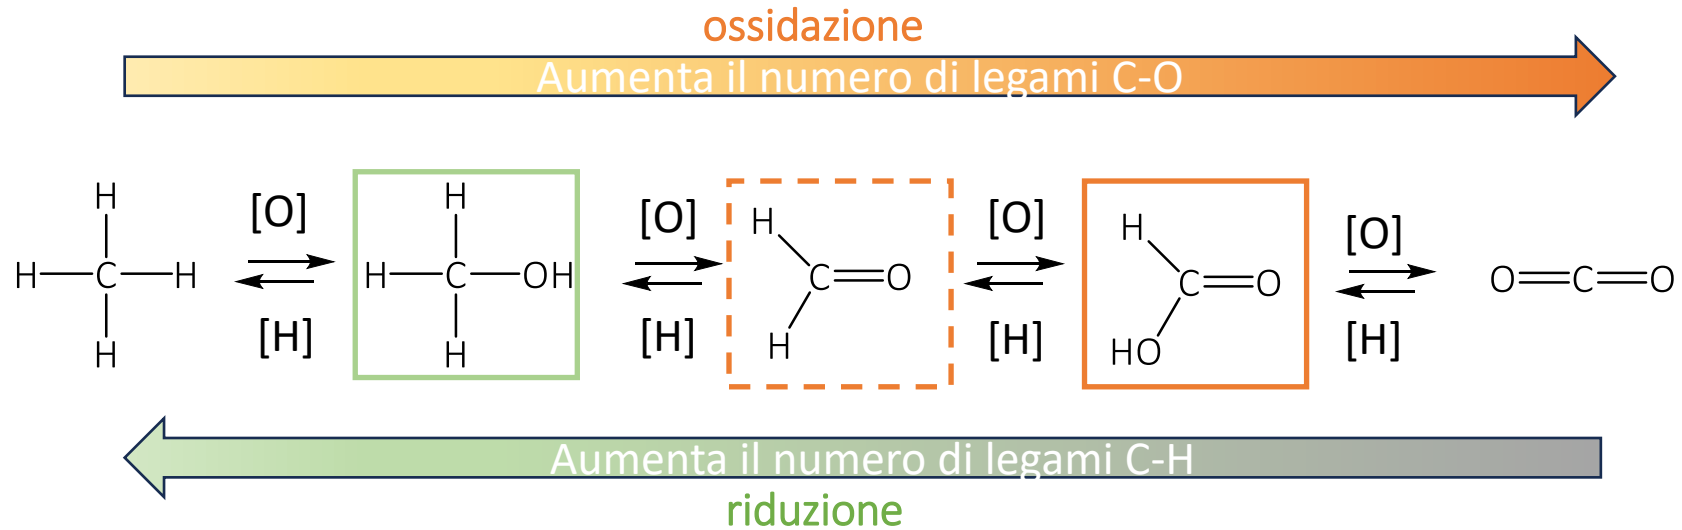 ossidazione
Aumenta il numero di legami C-O
H
H C H
H
[O]
[H]
H
H C OH
H
[O]
[H]
H
C O
H
[O]
[H]
H
C O
HO
[O]
[H]
O C O
Aumenta il numero di legami C-H
riduzione